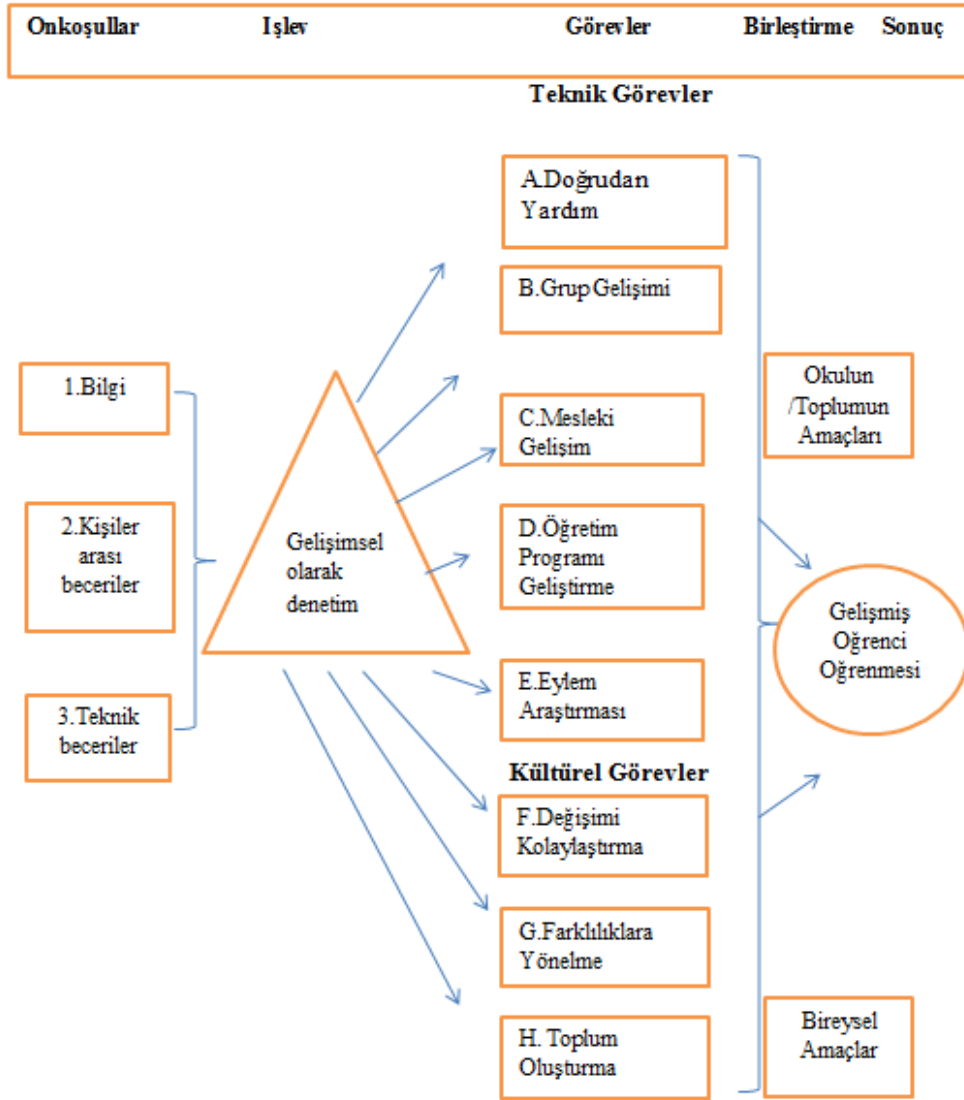 Onkoşullar Işlev Görevler Birleştirme Sonuç
Teknik Görevler
A.Doğrudan
Yardım
B.Grup Gelişimi
1.Bilgi
2.Kişiler
arası
beceriler
3.Teknik
beceriler
Gelişimsel
olarak
denetim
C.Mesleki
Gelişim
D.Öğretim
Programı
Geliştirme
E.Eylem
Araştırması
Kültürel Görevler
F.Değişimi
Kolaylaştırma
G.Farklılıklara
Yönelme
H. Toplum
Oluşturma
Okulun
/Toplumun
Amaçları
Gelişmiş
Oğrenci
Oğrenmesi
Bireysel
Amaçlar